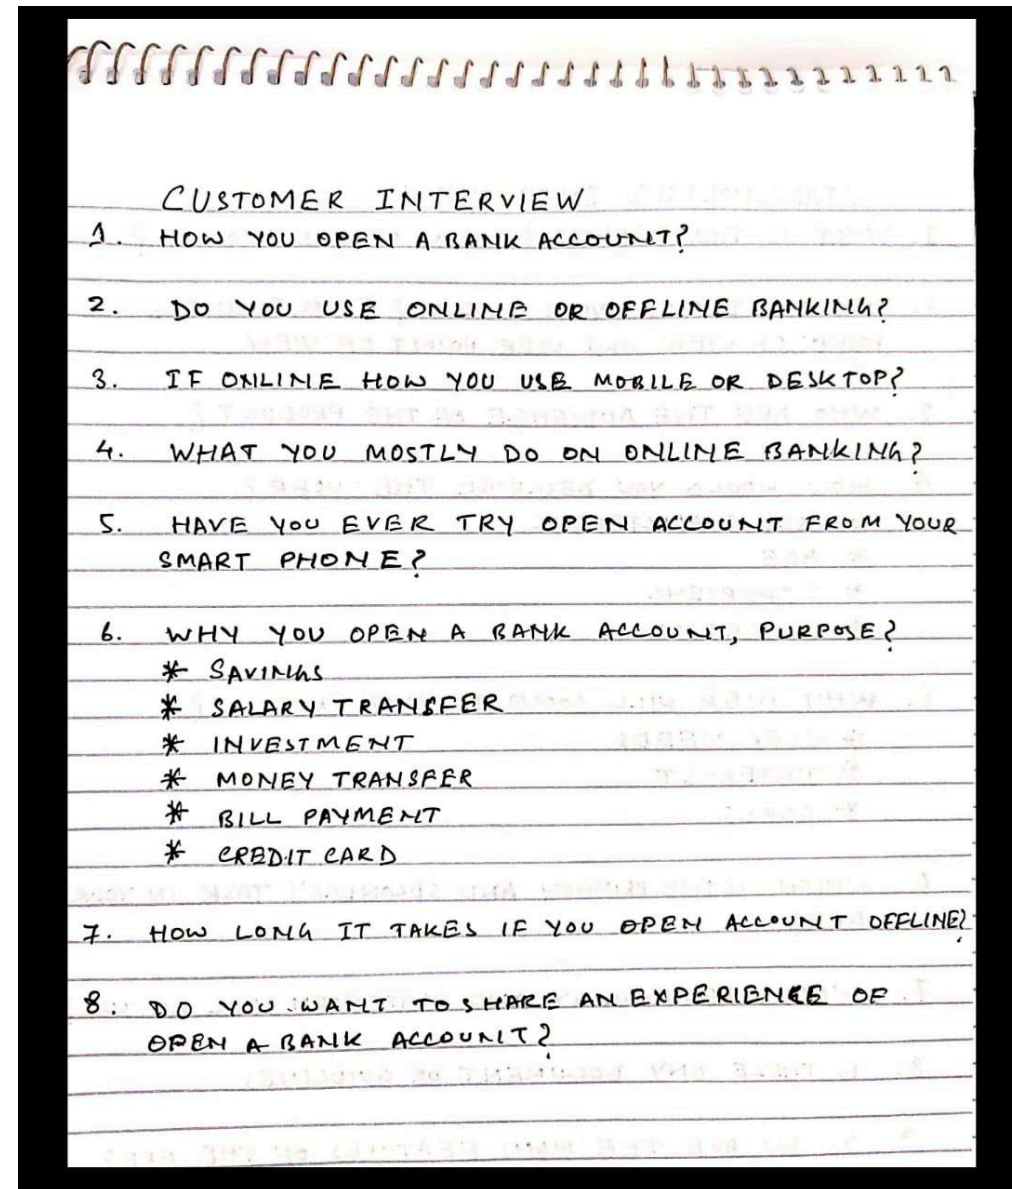 CUSTOMER INTERVIEW
1. HOW YOU OPEN A BANK ACCOUNT?
2. DO YOU USE ONLINE OR OFFLINE BANKING?
3. IF ONLINE HOW YOU USE MOBILE OR DESKTOP?
4. WHAT YOU MOSTLY DO ON ONLINE BANKING?
5. HAVE YOU EVER TRY OPEN ACCOUNT FROM YOUR
SMART PHONE?
6. WHY YOU OPEN A BANK ACCOUNT, PURPOSE?
* SAVINGS
* SALARY TRANSFER
* INVESTMENT
* MONEY TRANSFER
* BILL PAYMENT
* CREDIT CARD
7. HOW LONG IT TAKES IF YOU OPEN ACCOUNT OFFLINE?
8. DO YOU WANT TO SHARE AN EXPERIENCE OF
OPEN A BANK ACCOUNT?